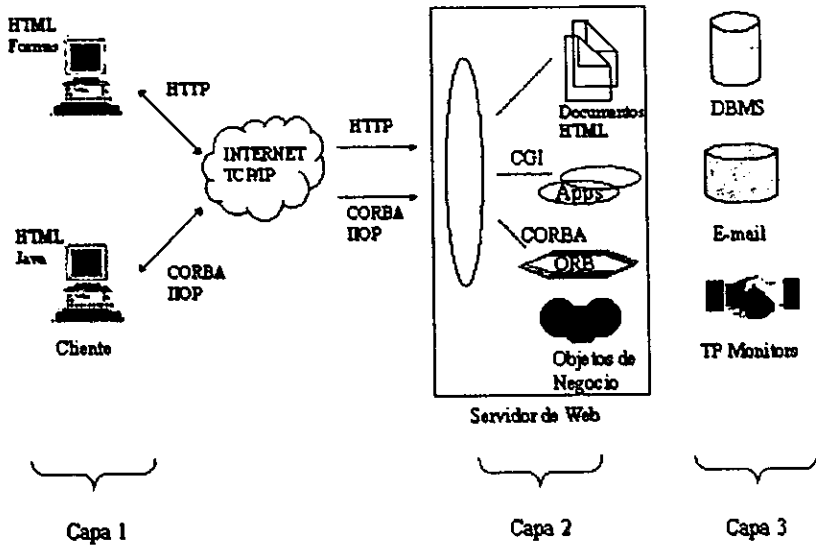 HTML
Formas
HTTP
INTERNET
TCP/IP
HTML
Java
CORBA
IIOP
Cliente
HTTP
CORBA
IIOP
Documentos
HTML
CGI
Apps
CORBA
ORB
Objetos de
Negocio
Servidor de Web
DBMS
E-mail
TP Monitors
Capa 1
Capa 2
Capa 3